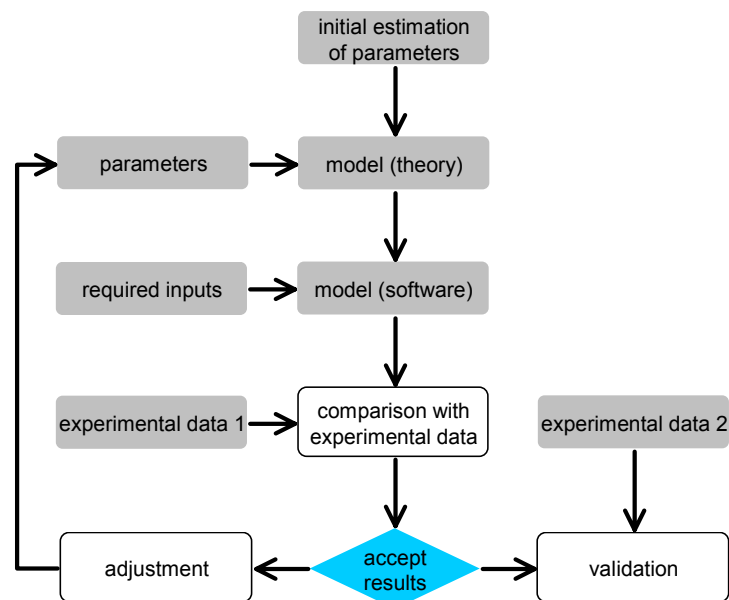 initial estimation
of parameters
parameters
model (theory)
required inputs
model (software)
experimental data 1
comparison with
experimental data
experimental data 2
adjustment
accept
results
validation